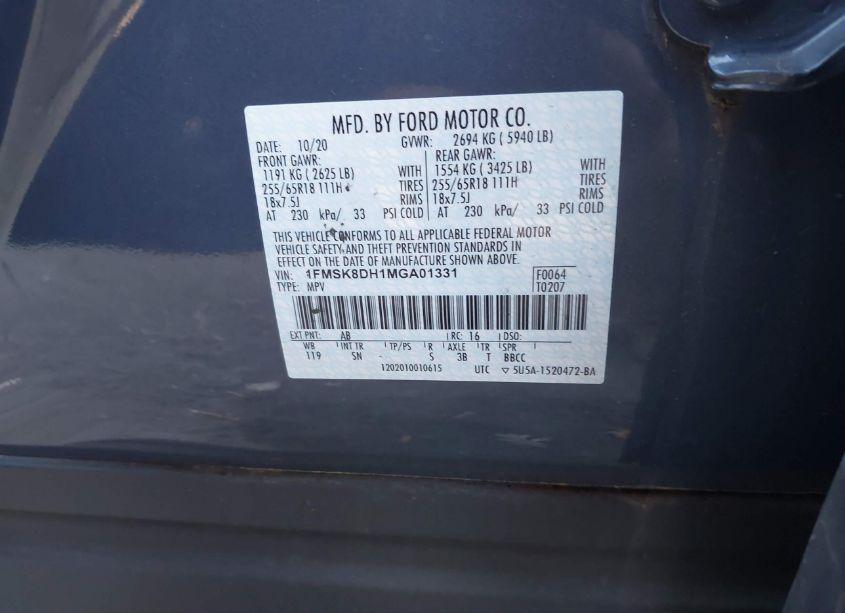 MFD. BY FORD MOTOR CO.
DATE: 10/20 GVWR: 2694 KG ( 5940 LB)
FRONT GAWR: REAR GAWR:
1191 KG ( 2625 LB) WITH 1554 KG ( 3425 LB) WITH
255/65R18 111H TIRES 255/65R18 111H TIRES
18x7.5J RIMS 18x7.5J RIMS
AT 230 kPa/ 33 PSI COLD AT 230 kPa/ 33 PSI COLD
THIS VEHICLE CONFORMS TO ALL APPLICABLE FEDERAL MOTOR
VEHICLE SAFETY AND THEFT PREVENTION STANDARDS IN
EFFECT ON THE DATE OF MANUFACTURE SHOWN ABOVE.
VIN: 1FMSK8DH1MGA01331 F0064
TYPE: MPV T0207
EXT PNT: AB RC: 16 DSO:
WB INT TR TP/PS R AXLE TR SPR
119 SN - S 3B T BBCC
1202010010615 UTC ▽ 5U5A-1520472-BA